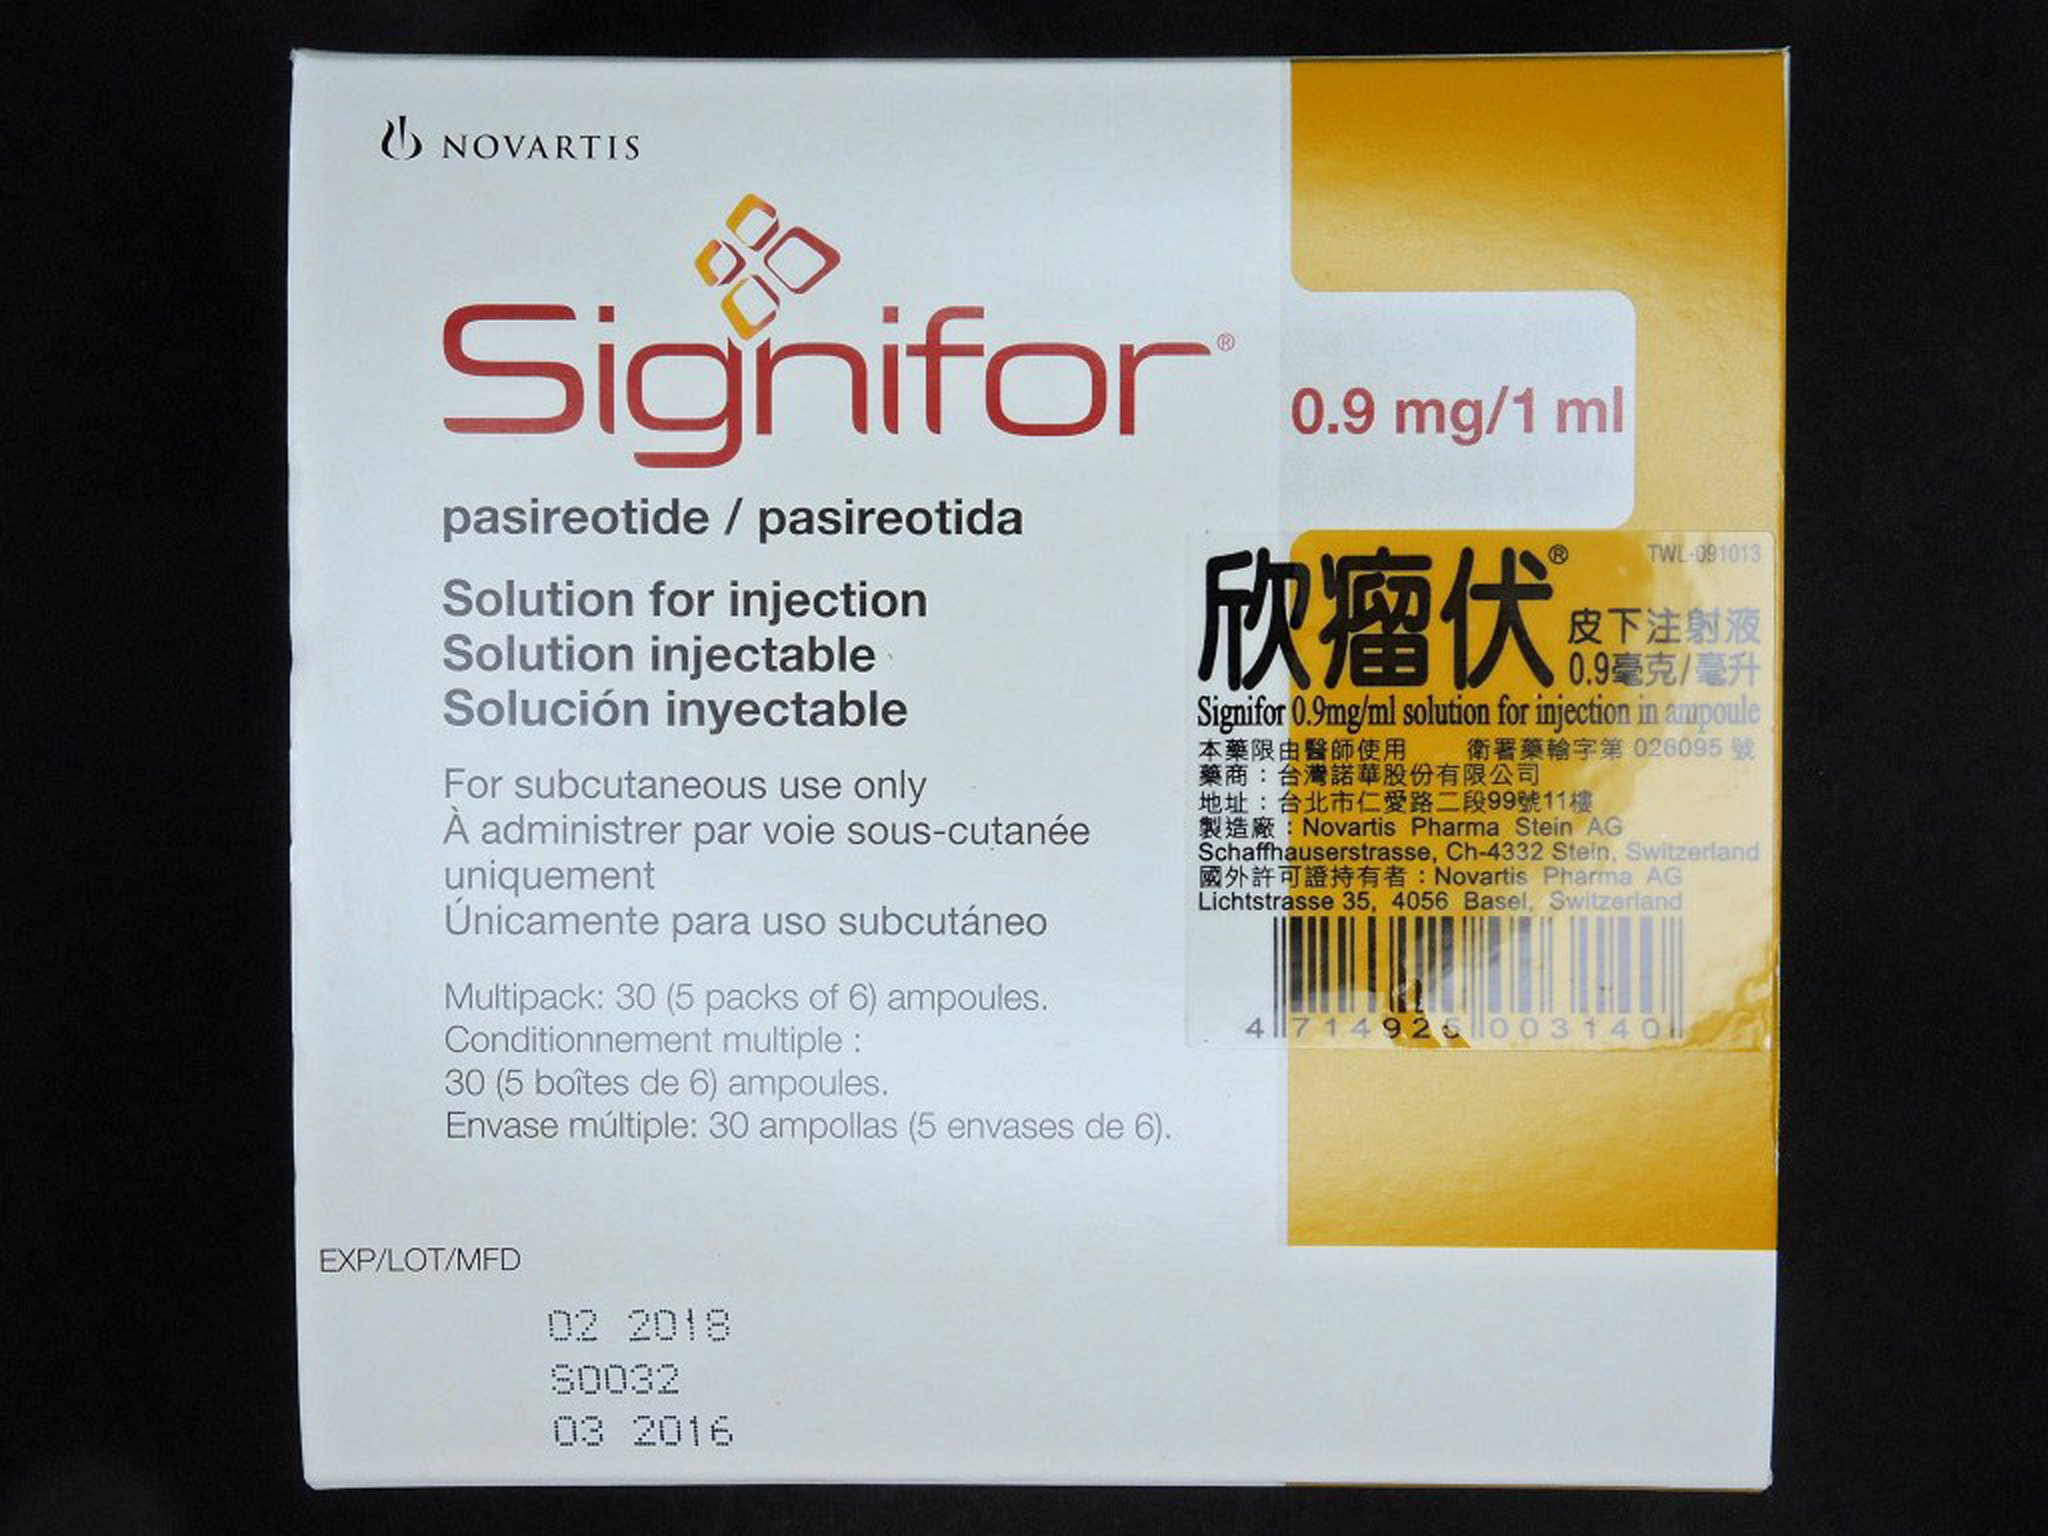 NOVARTIS
Signifor®
0.9 mg/1 ml
pasireotide / pasireotida
Solution for injection
Solution injectable
Solución inyectable
For subcutaneous use only
À administrer par voie sous-cutanée
uniquement
Únicamente para uso subcutáneo
Multipack: 30 (5 packs of 6) ampoules.
Conditionnement multiple :
30 (5 boîtes de 6) ampoules.
Envase múltiple: 30 ampollas (5 envases de 6).
TWL-091013
欣瘤伏® 皮下注射液
0.9毫克/毫升
Signifor 0.9mg/ml solution for injection in ampoule
本藥限由醫師使用 衛署藥輸字第 026095 號
藥商：台灣諾華股份有限公司
地址：台北市仁愛路二段99號11樓
製造廠：Novartis Pharma Stein AG
Schaffhauserstrasse, Ch-4332 Stein, Switzerland
國外許可證持有者：Novartis Pharma AG
Lichtstrasse 35, 4056 Basel, Switzerland
4 714925 003140
EXP/LOT/MFD
02 2018
S0032
03 2016